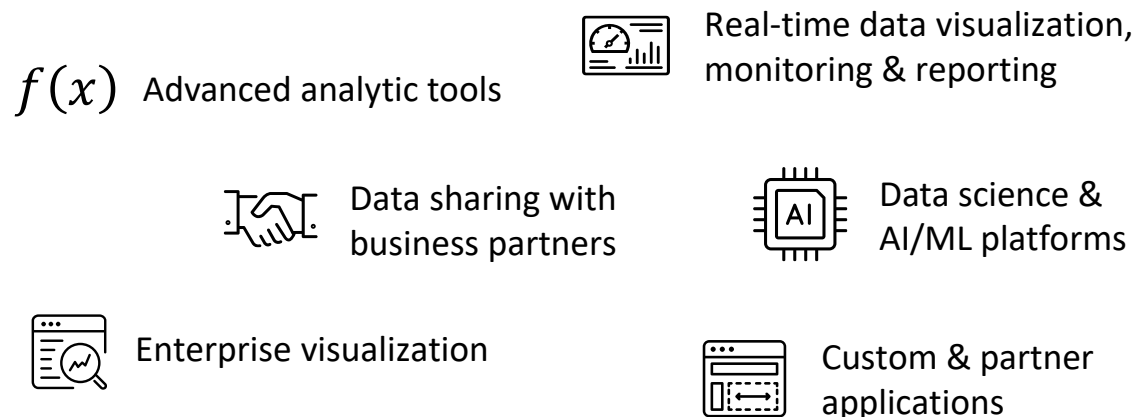 Real-time data visualization,
monitoring & reporting
f(x) Advanced analytic tools
Data sharing with
business partners
AI
Data science &
AI/ML platforms
Enterprise visualization
Custom & partner
applications